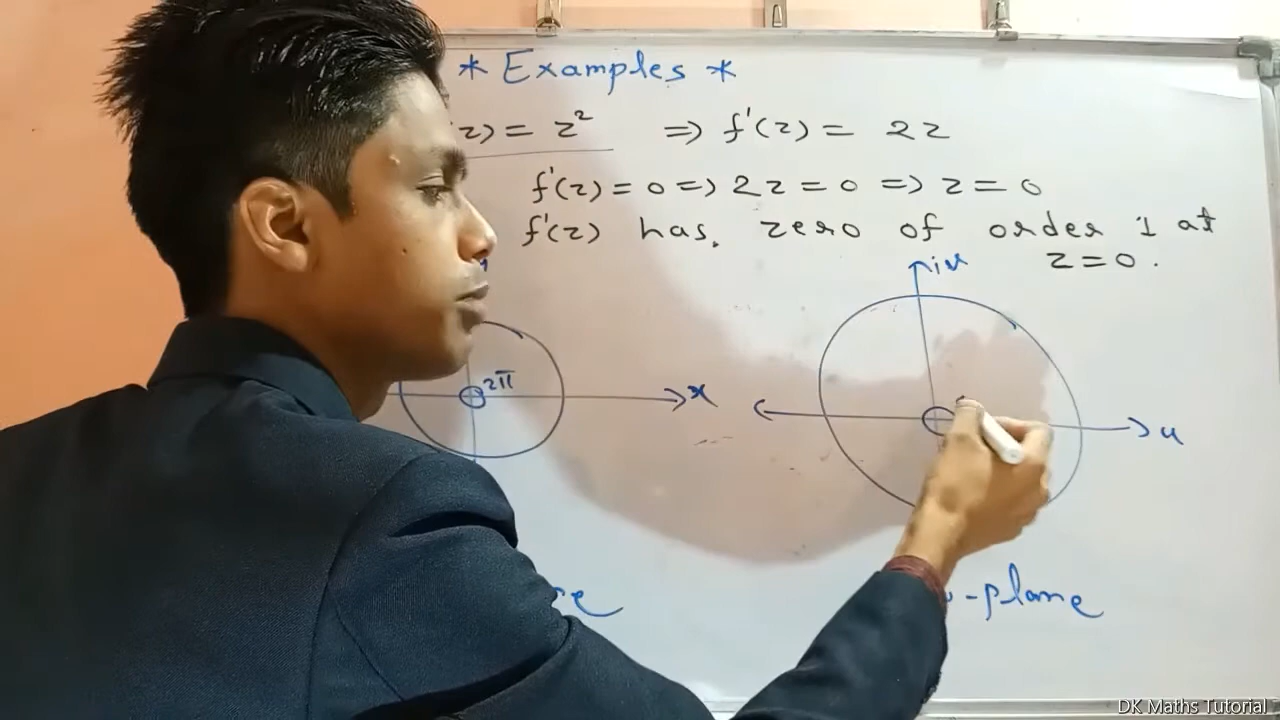 * Examples *
z) = z² => f'(z) = 2z
f'(z) = 0 => 2z = 0 => z = 0
f'(z) has zero of order 1 at
z = 0 .
iv
2π
x
u
-plane
DK Maths Tutorial